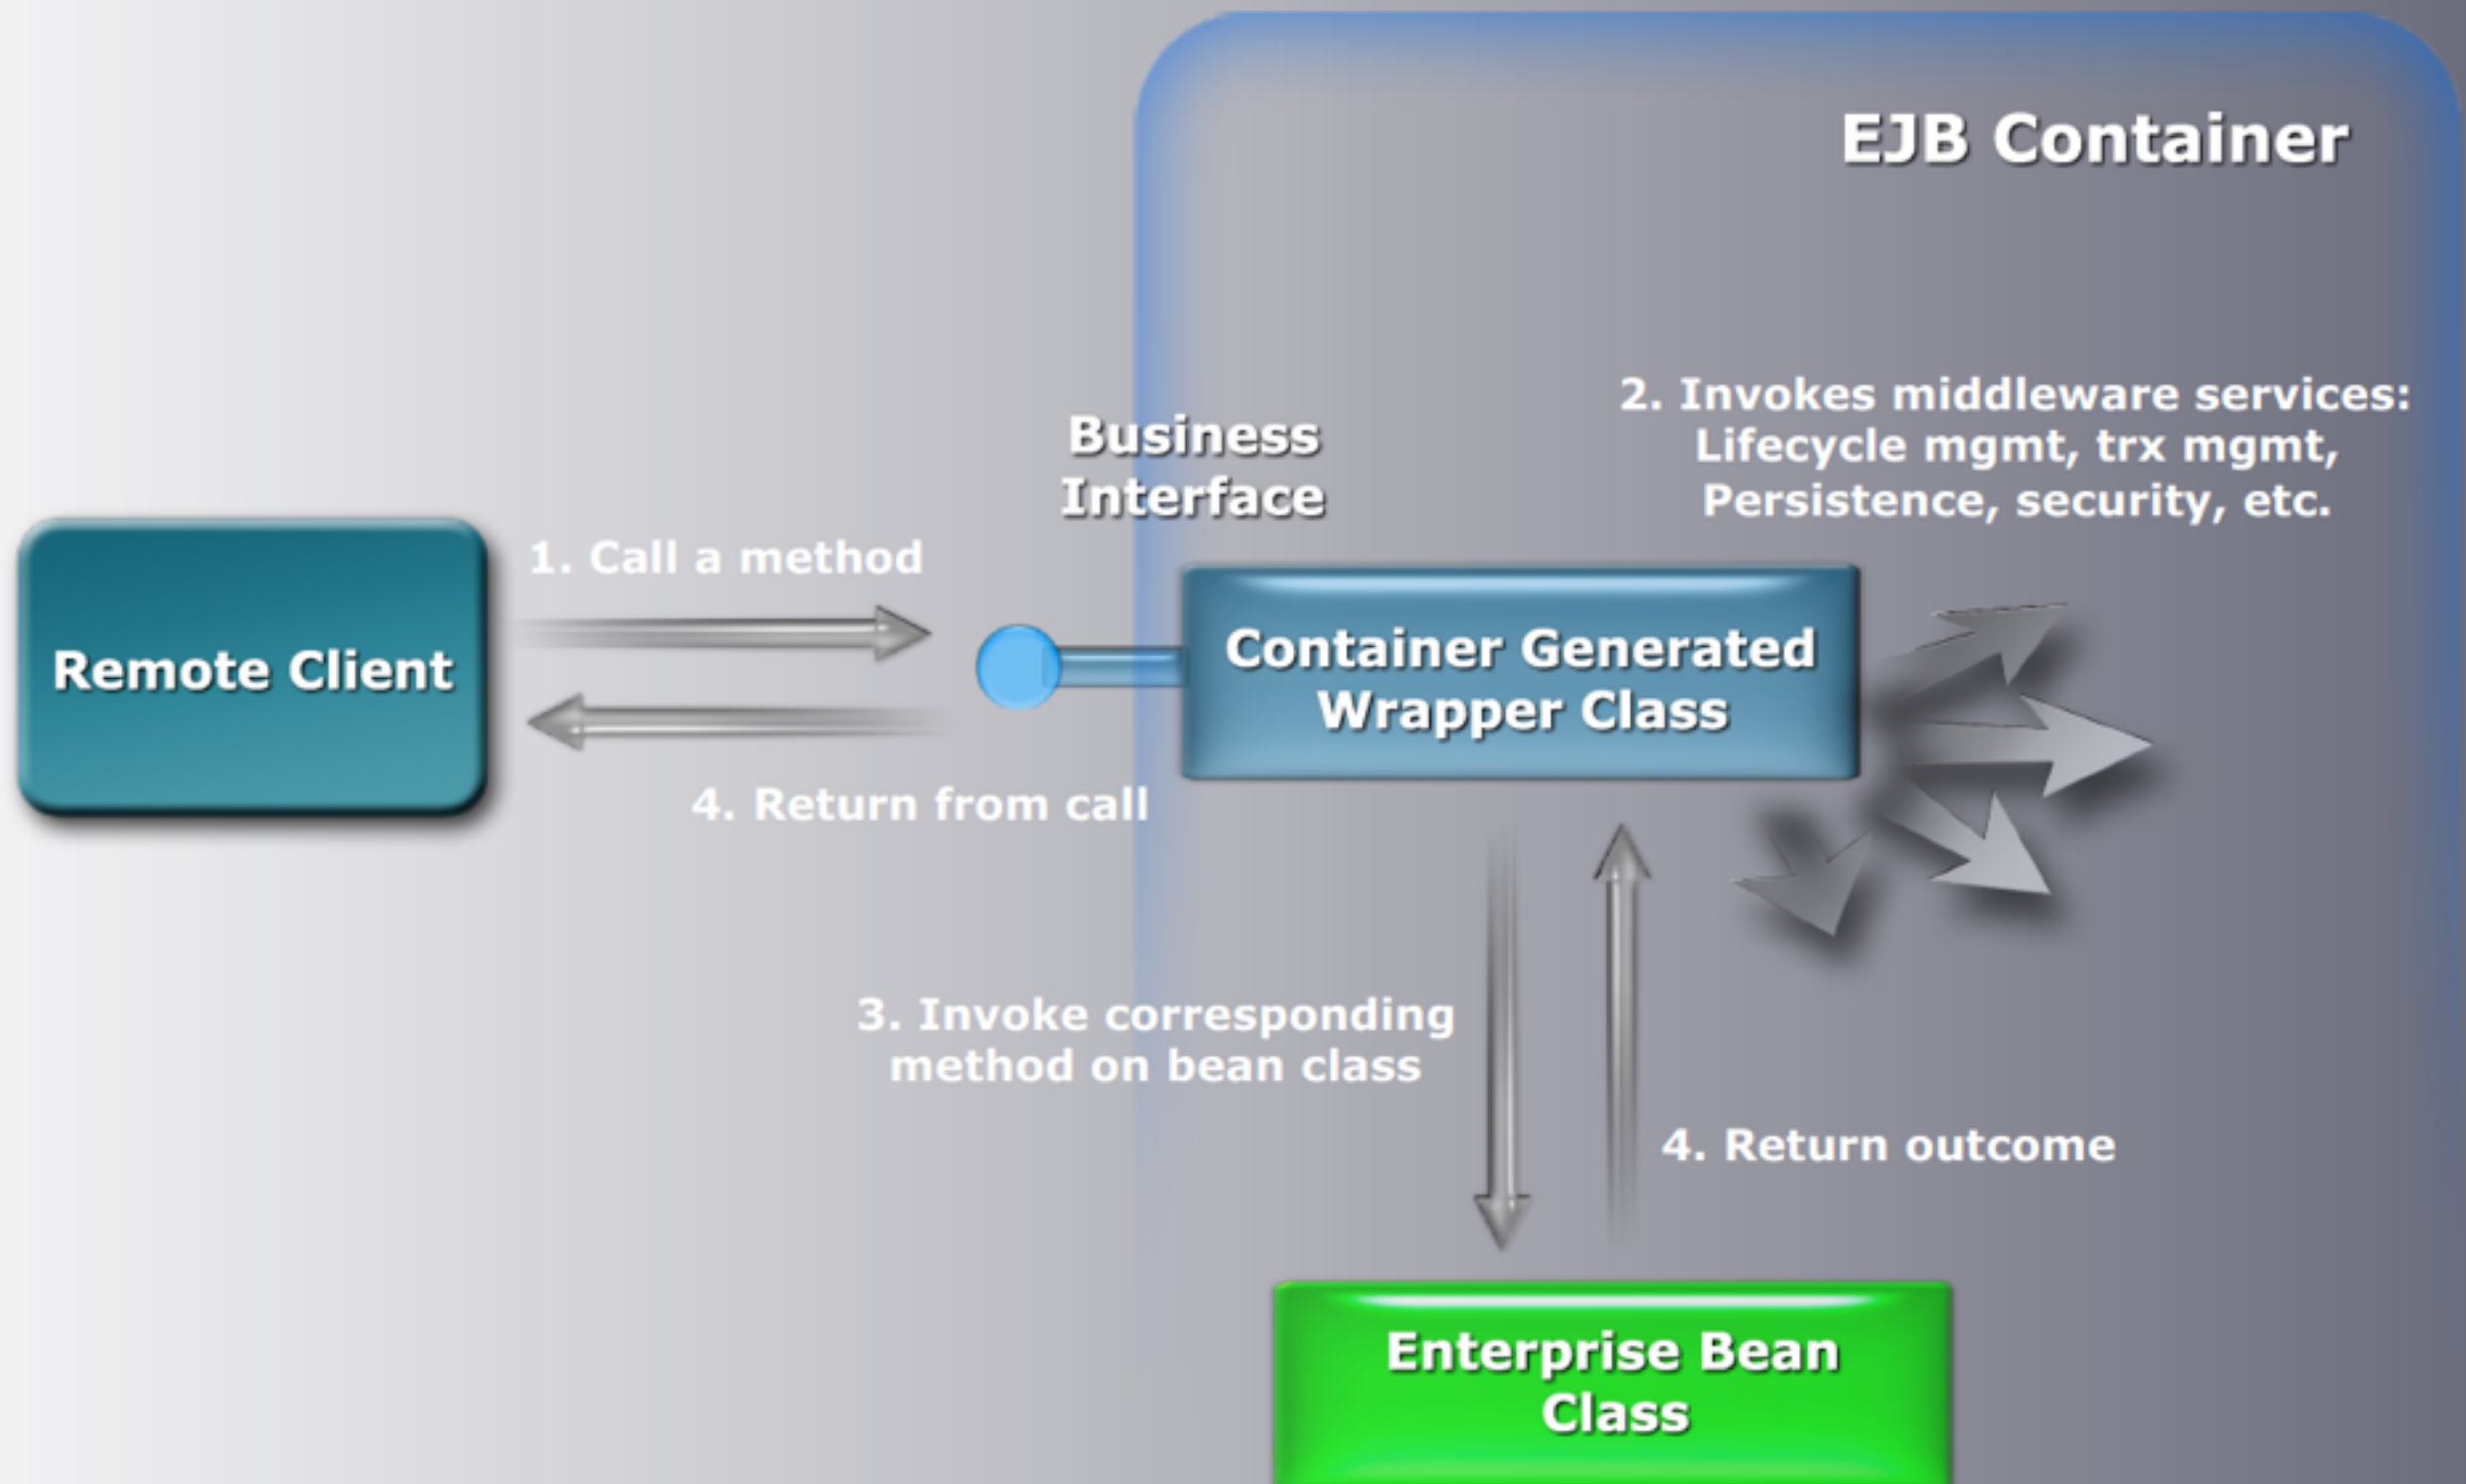 EJB Container
2. Invokes middleware services:
Lifecycle mgmt, trx mgmt,
Persistence, security, etc.
Business
Interface
1. Call a method
Remote Client
Container Generated
Wrapper Class
4. Return from call
3. Invoke corresponding
method on bean class
4. Return outcome
Enterprise Bean
Class